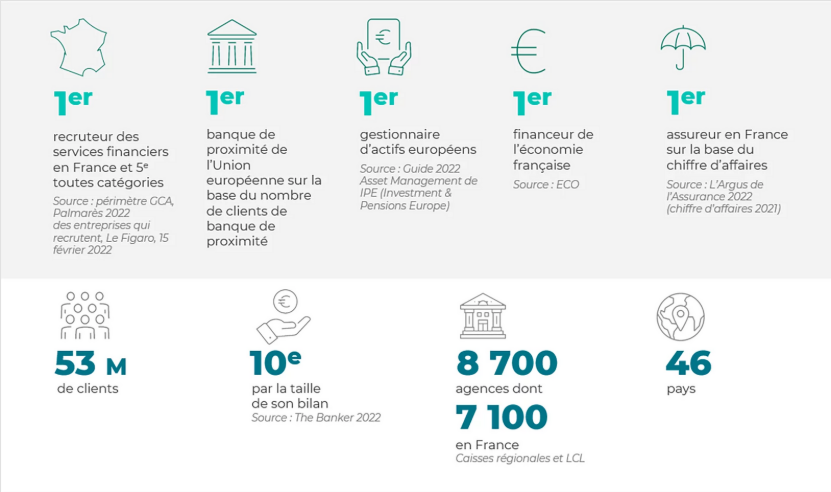 1er
recruteur des
services financiers
en France et 5e
toutes catégories
Source : périmètre GCA,
Palmarès 2022
des entreprises qui
recrutent, Le Figaro, 15
février 2022
1er
banque de
proximité de
l'Union
européenne sur la
base du nombre
de clients de
banque de
proximité
1er
gestionnaire
d'actifs européens
Source : Guide 2022
Asset Management de
IPE (Investment &
Pensions Europe)
1er
financeur de
l'économie
française
Source : ECO
1er
assureur en France
sur la base du
chiffre d'affaires
Source : L'Argus de
l'Assurance 2022
(chiffre d'affaires 2021)
53 M
de clients
10e
par la taille
de son bilan
Source : The Banker 2022
8 700
agences dont
7 100
en France
Caisses régionales et LCL
46
pays